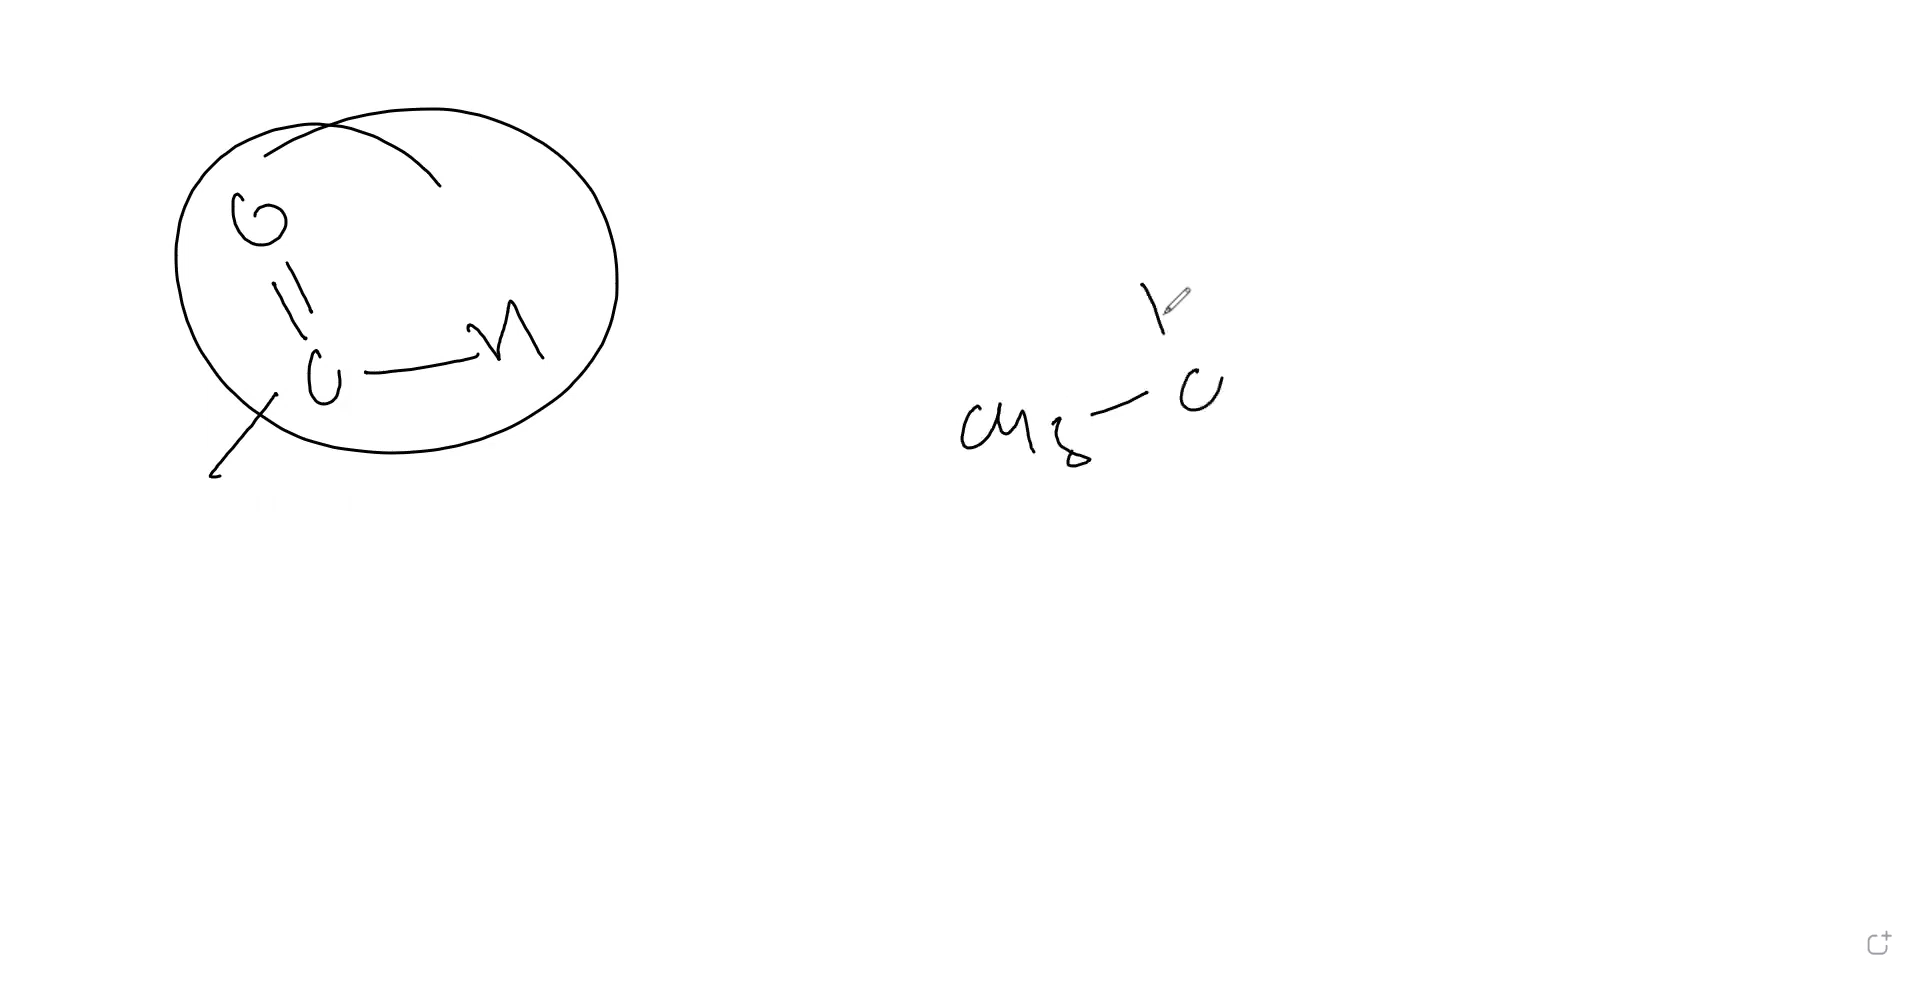 O
C — N
CH3 — C